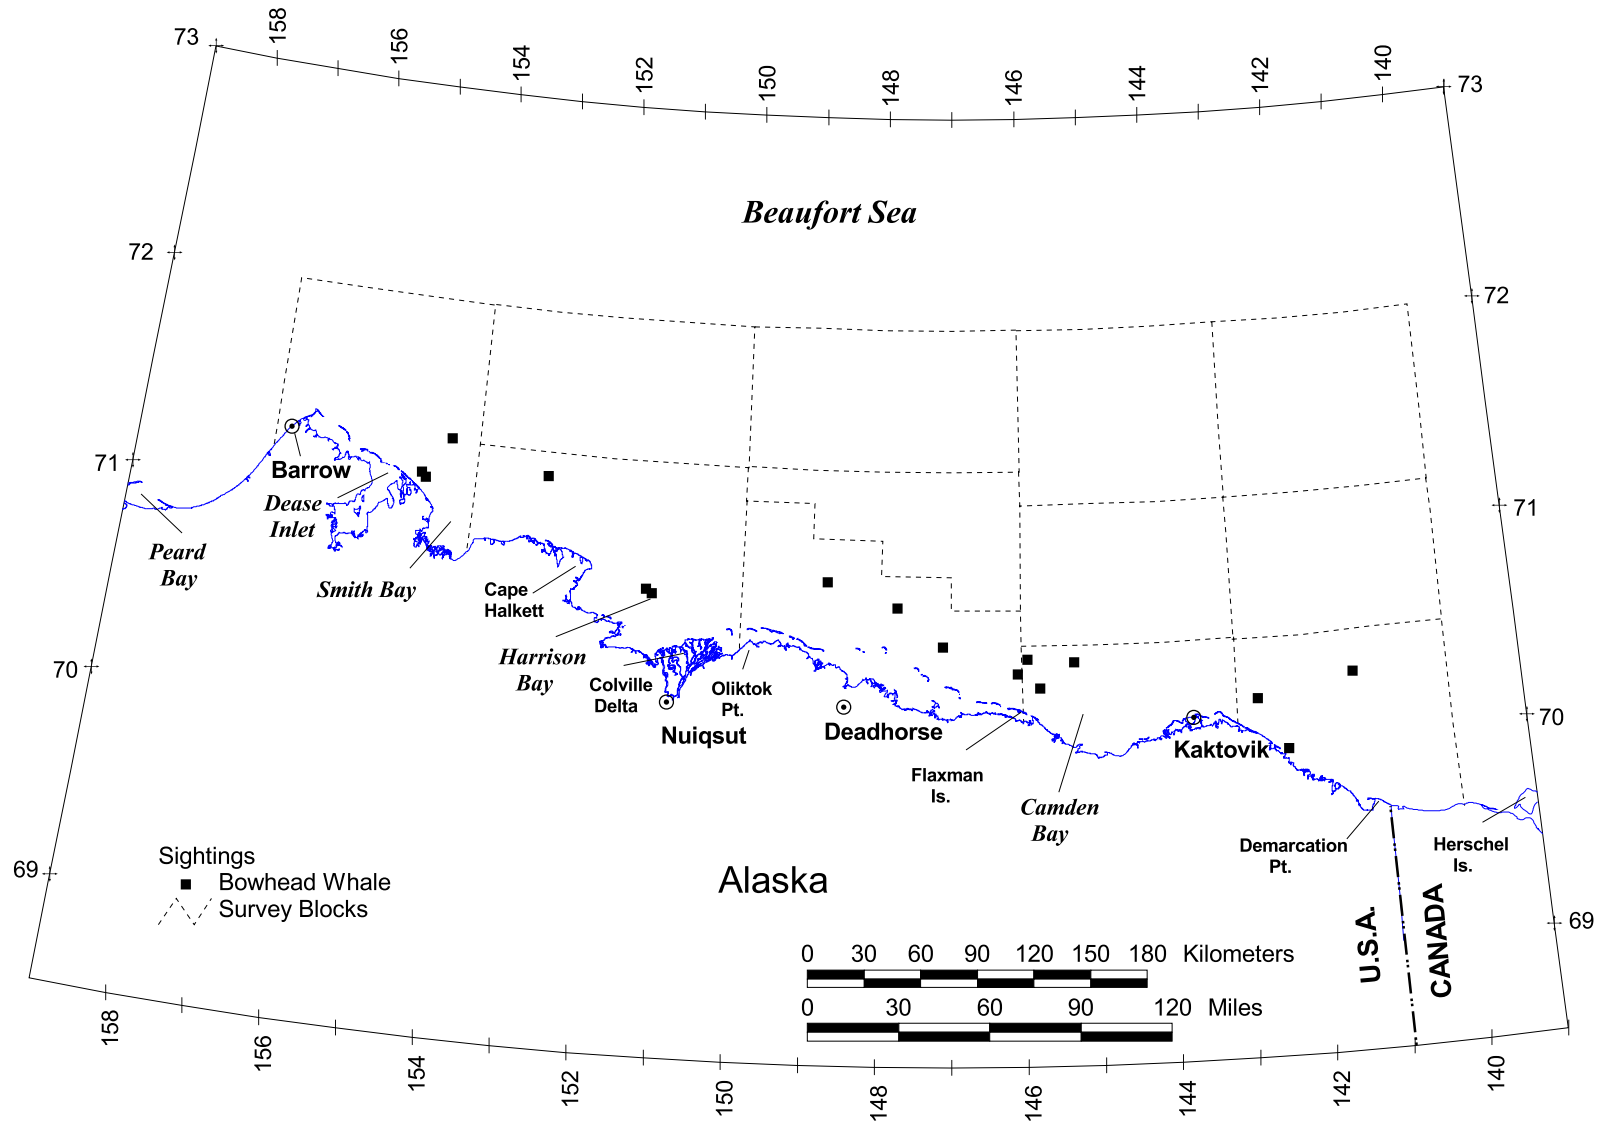 158
156
154
152
150
148
146
144
142
140
73
73
Beaufort Sea
72
72
71
71
Barrow
Dease
Inlet
Peard
Bay
Smith Bay
Cape
Halkett
Harrison
Bay
Colville
Delta
Oliktok
Pt.
Nuiqsut
Deadhorse
Flaxman
Is.
Camden
Bay
Kaktovik
Demarcation
Pt.
Herschel
Is.
70
70
69
69
Sightings
Bowhead Whale
Survey Blocks
Alaska
U.S.A.
CANADA
0 30 60 90 120 150 180 Kilometers
0 30 60 90 120 Miles
158
156
154
152
150
148
146
144
142
140